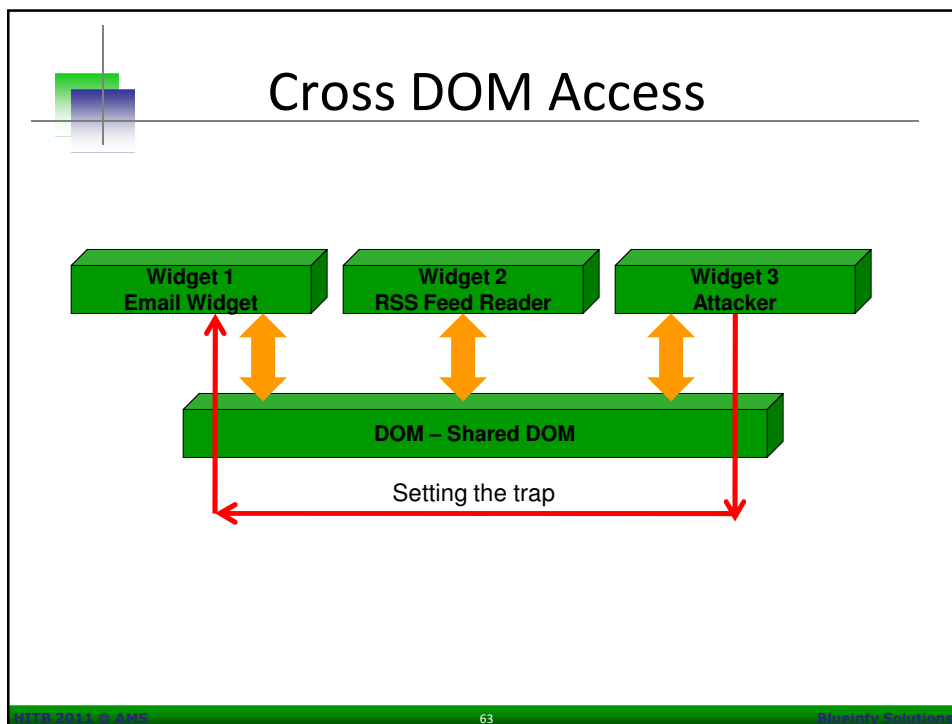 Cross DOM Access
Widget 1
Email Widget
Widget 2
RSS Feed Reader
Widget 3
Attacker
DOM – Shared DOM
Setting the trap
HITB 2011 @ AMS
63
Blueinfy Solutions